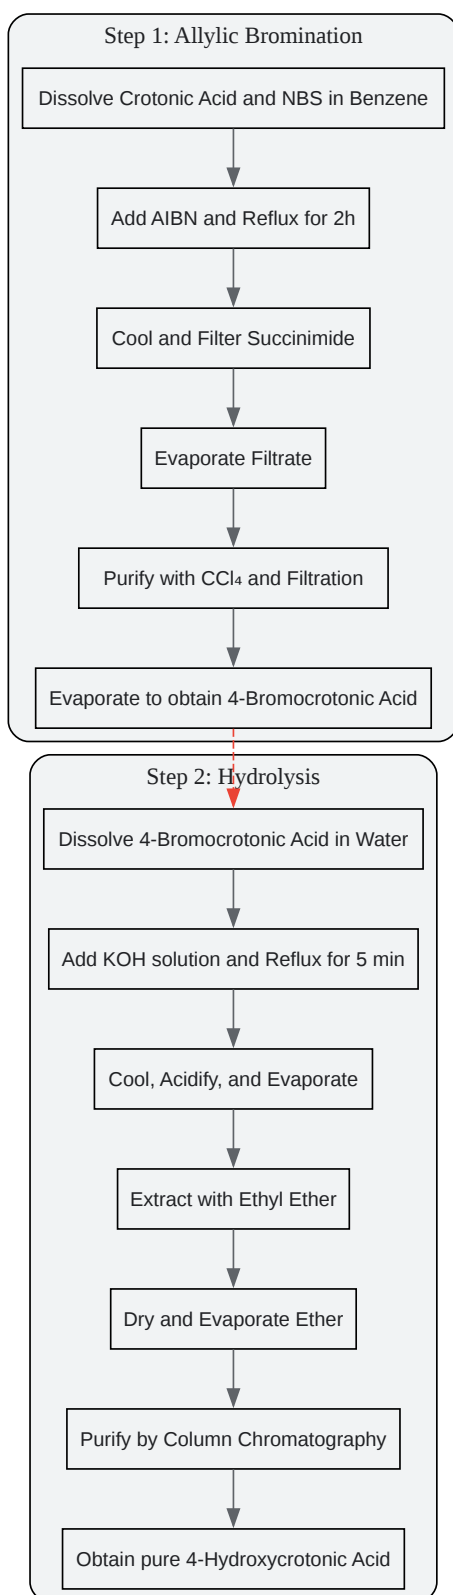 Step 1: Allylic Bromination
Dissolve Crotonic Acid and NBS in Benzene
Add AIBN and Reflux for 2h
Cool and Filter Succinimide
Evaporate Filtrate
Purify with CCl₄ and Filtration
Evaporate to obtain 4-Bromocrotonic Acid
Step 2: Hydrolysis
Dissolve 4-Bromocrotonic Acid in Water
Add KOH solution and Reflux for 5 min
Cool, Acidify, and Evaporate
Extract with Ethyl Ether
Dry and Evaporate Ether
Purify by Column Chromatography
Obtain pure 4-Hydroxycrotonic Acid